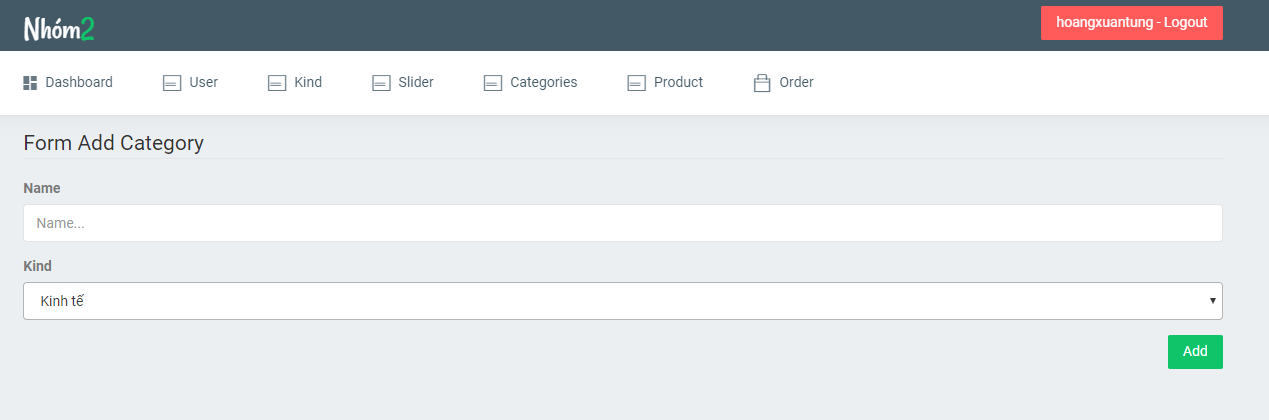 Nhóm2
hoangxuantung - Logout
Dashboard User Kind Slider Categories Product Order
Form Add Category
Name
Name...
Kind
Kinh tế
Add